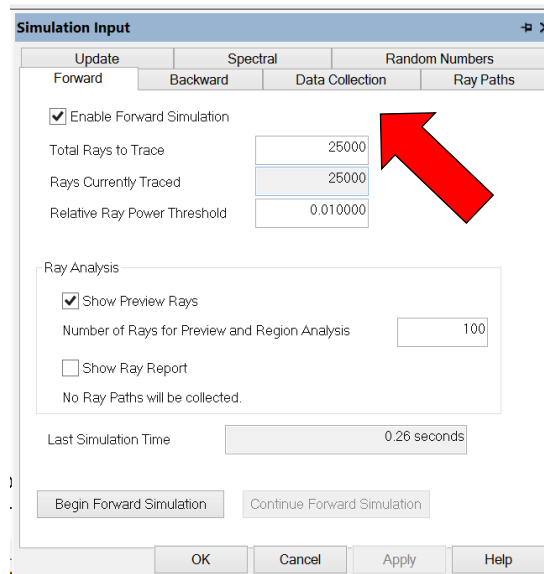 Simulation Input
Update Spectral Random Numbers
Forward Backward Data Collection Ray Paths
Enable Forward Simulation
Total Rays to Trace 25000
Rays Currently Traced 25000
Relative Ray Power Threshold 0.010000
Ray Analysis
Show Preview Rays
Number of Rays for Preview and Region Analysis 100
Show Ray Report
No Ray Paths will be collected.
Last Simulation Time 0.26 seconds
Begin Forward Simulation Continue Forward Simulation
OK Cancel Apply Help